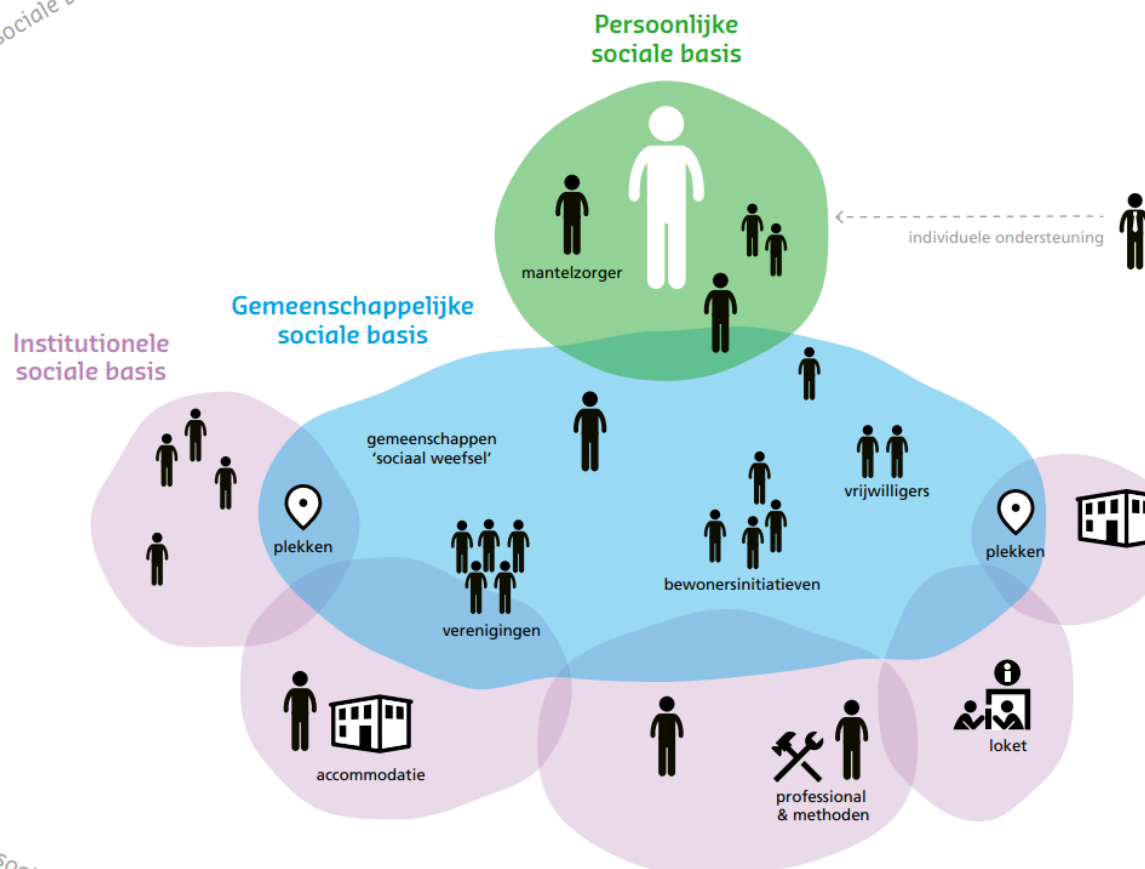 sociale
Persoonlijke
sociale basis
mantelzorger
individuele ondersteuning
Gemeenschappelijke
sociale basis
Institutionele
sociale basis
gemeenschappen
‘sociaal weefsel’
vrijwilligers
plekken
plekken
bewonersinitiatieven
verenigingen
accommodatie
loket
professional
& methoden